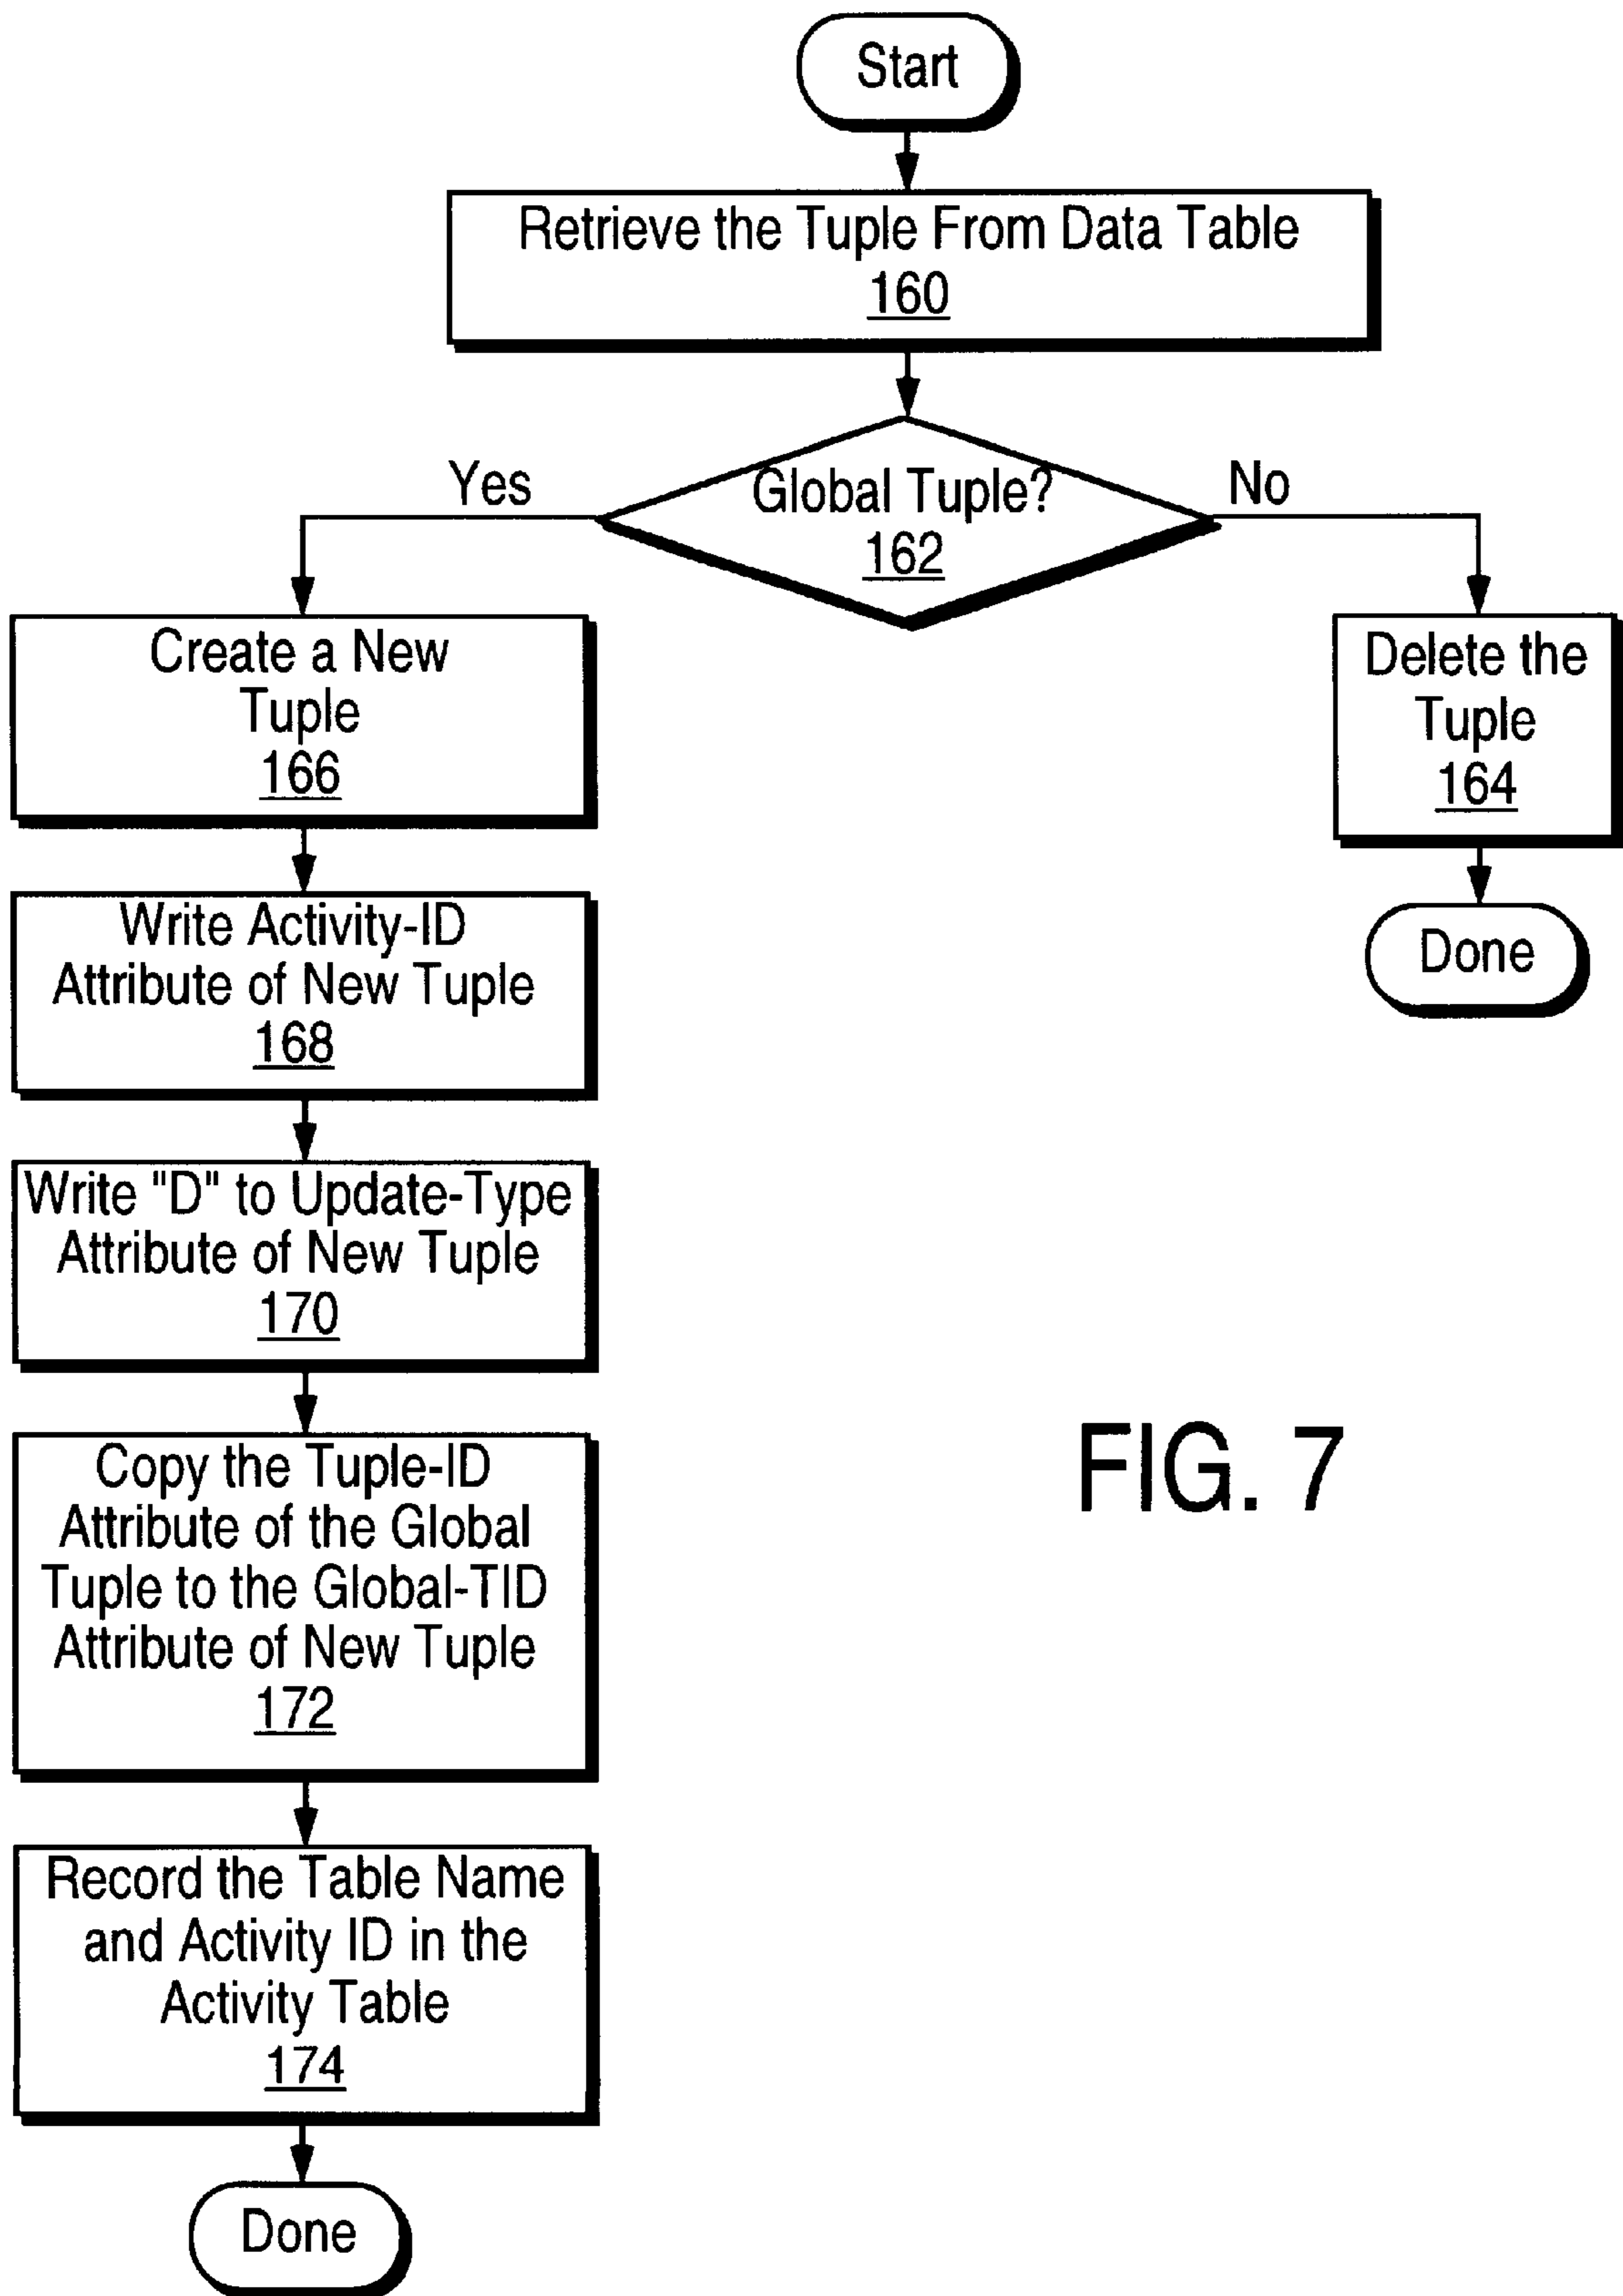 Start
Retrieve the Tuple From Data Table
160
Global Tuple?
162
Yes
No
Create a New
Tuple
166
Delete the
Tuple
164
Done
Write Activity-ID
Attribute of New Tuple
168
Write "D" to Update-Type
Attribute of New Tuple
170
Copy the Tuple-ID
Attribute of the Global
Tuple to the Global-TID
Attribute of New Tuple
172
Record the Table Name
and Activity ID in the
Activity Table
174
Done
FIG. 7